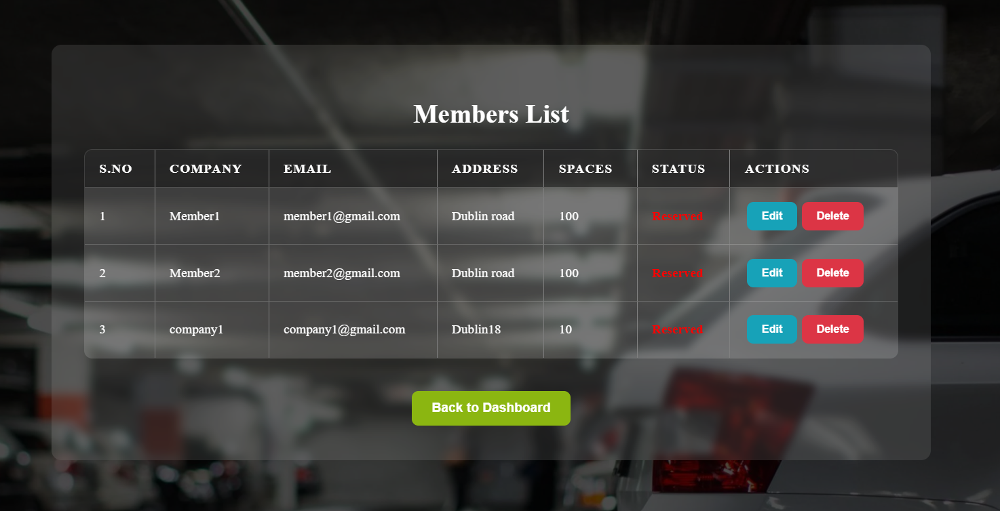 Members List
S.NO COMPANY EMAIL ADDRESS SPACES STATUS ACTIONS
1 Member1 member1@gmail.com Dublin road 100 Reserved Edit Delete
2 Member2 member2@gmail.com Dublin road 100 Reserved Edit Delete
3 company1 company1@gmail.com Dublin18 10 Reserved Edit Delete
Back to Dashboard